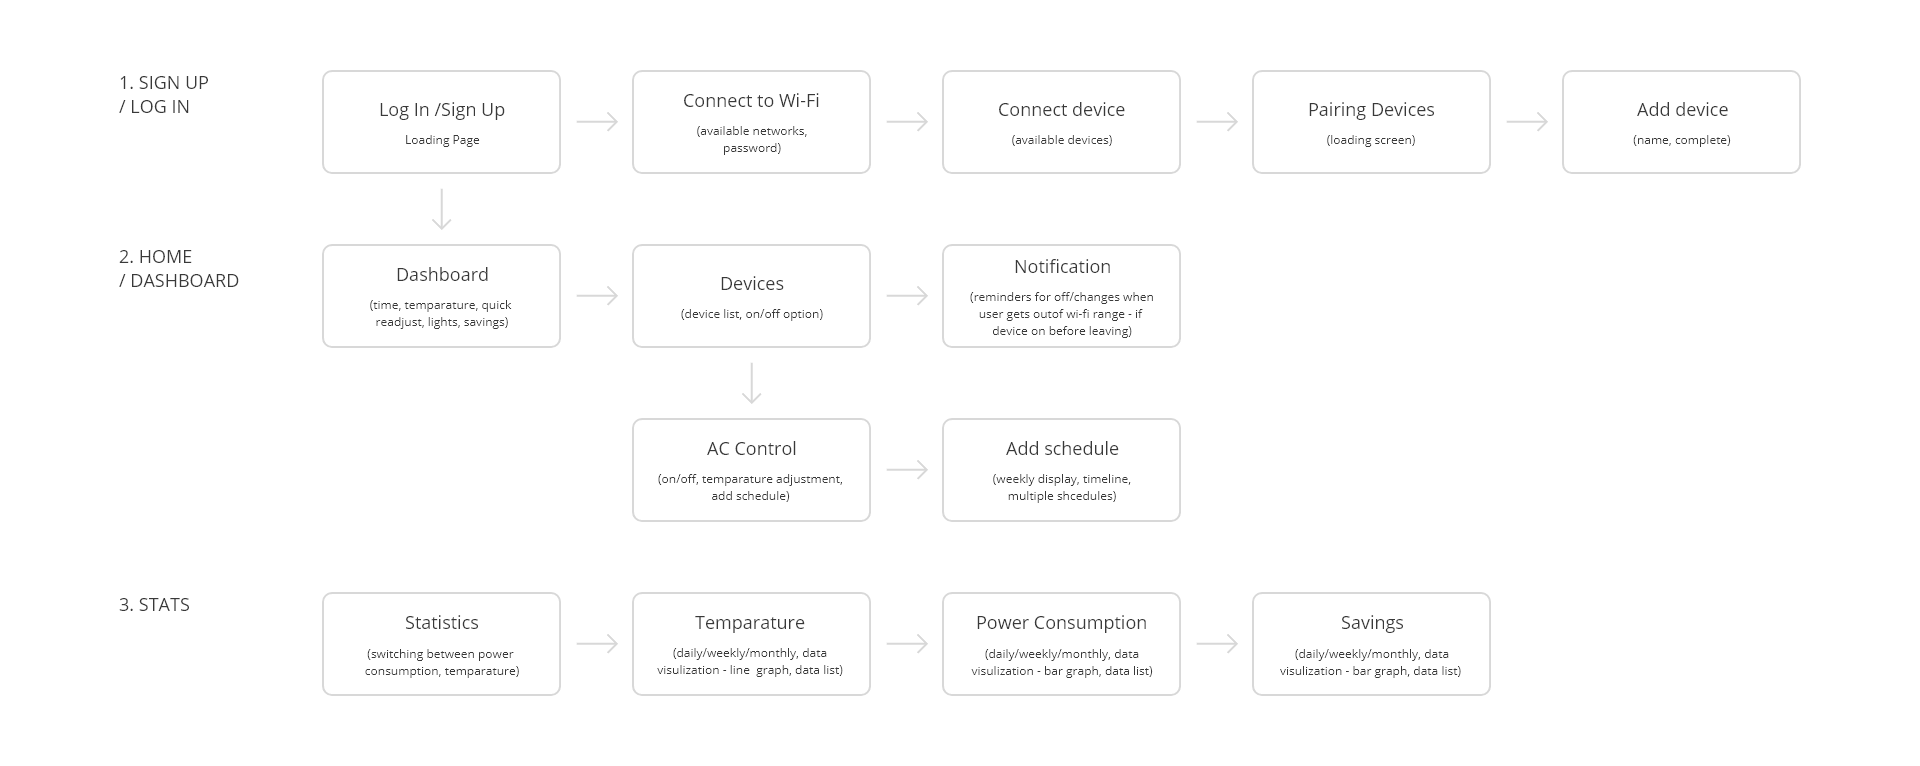 1. SIGN UP
/ LOG IN
Log In /Sign Up
Loading Page
Connect to Wi-Fi
(available networks,
password)
Connect device
(available devices)
Pairing Devices
(loading screen)
Add device
(name, complete)
2. HOME
/ DASHBOARD
Dashboard
(time, temparature, quick
readjust, lights, savings)
Devices
(device list, on/off option)
Notification
(reminders for off/changes when
user gets outof wi-fi range - if
device on before leaving)
AC Control
(on/off, temparature adjustment,
add schedule)
Add schedule
(weekly display, timeline,
multiple shcedules)
3. STATS
Statistics
(switching between power
consumption, temparature)
Temparature
(daily/weekly/monthly, data
visulization - line  graph, data list)
Power Consumption
(daily/weekly/monthly, data
visulization - bar graph, data list)
Savings
(daily/weekly/monthly, data
visulization - bar graph, data list)